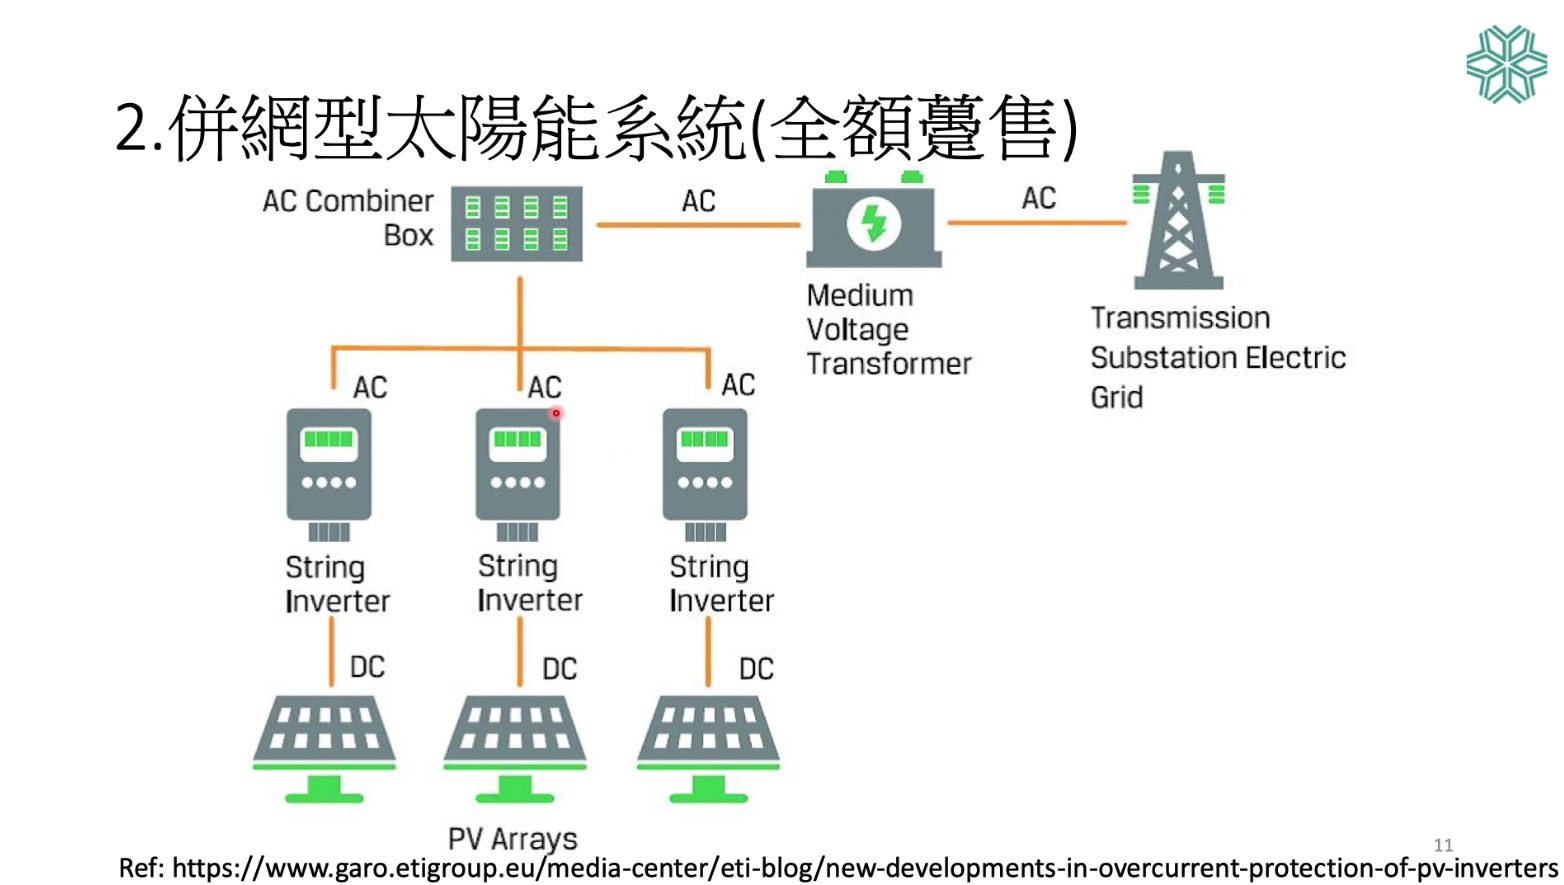 2.併網型太陽能系統(全額躉售)
AC Combiner
Box
AC
AC
Medium
Voltage
Transformer
Transmission
Substation Electric
Grid
AC
AC
AC
String
Inverter
String
Inverter
String
Inverter
DC
DC
DC
PV Arrays
11
Ref: https://www.garo.etigroup.eu/media-center/eti-blog/new-developments-in-overcurrent-protection-of-pv-inverters